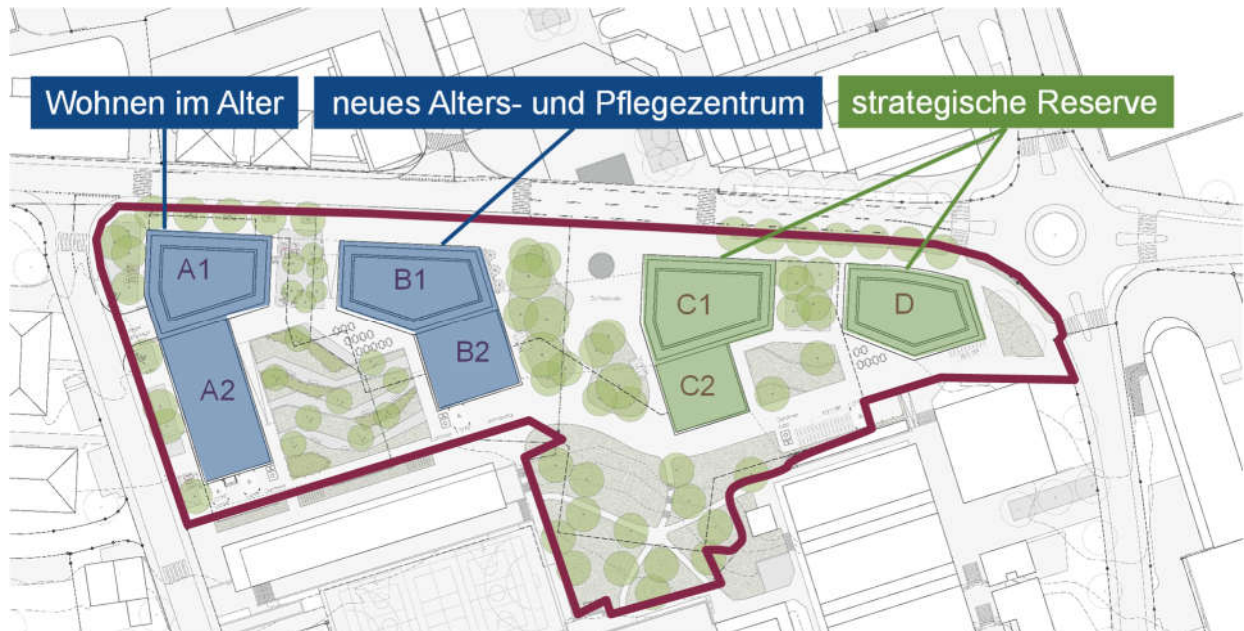 Wohnen im Alter
neues Alters- und Pflegezentrum
strategische Reserve
A1
B1
C1
D
A2
B2
C2